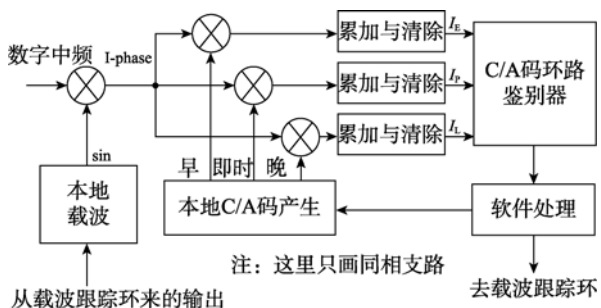 数字中频
I-phase
累加与清除
I_E
累加与清除
I_P
累加与清除
I_L
C/A码环路
鉴别器
sin
早 即时 晚
本地
载波
本地C/A码产生
软件处理
注：这里只画同相支路
从载波跟踪环来的输出
去载波跟踪环